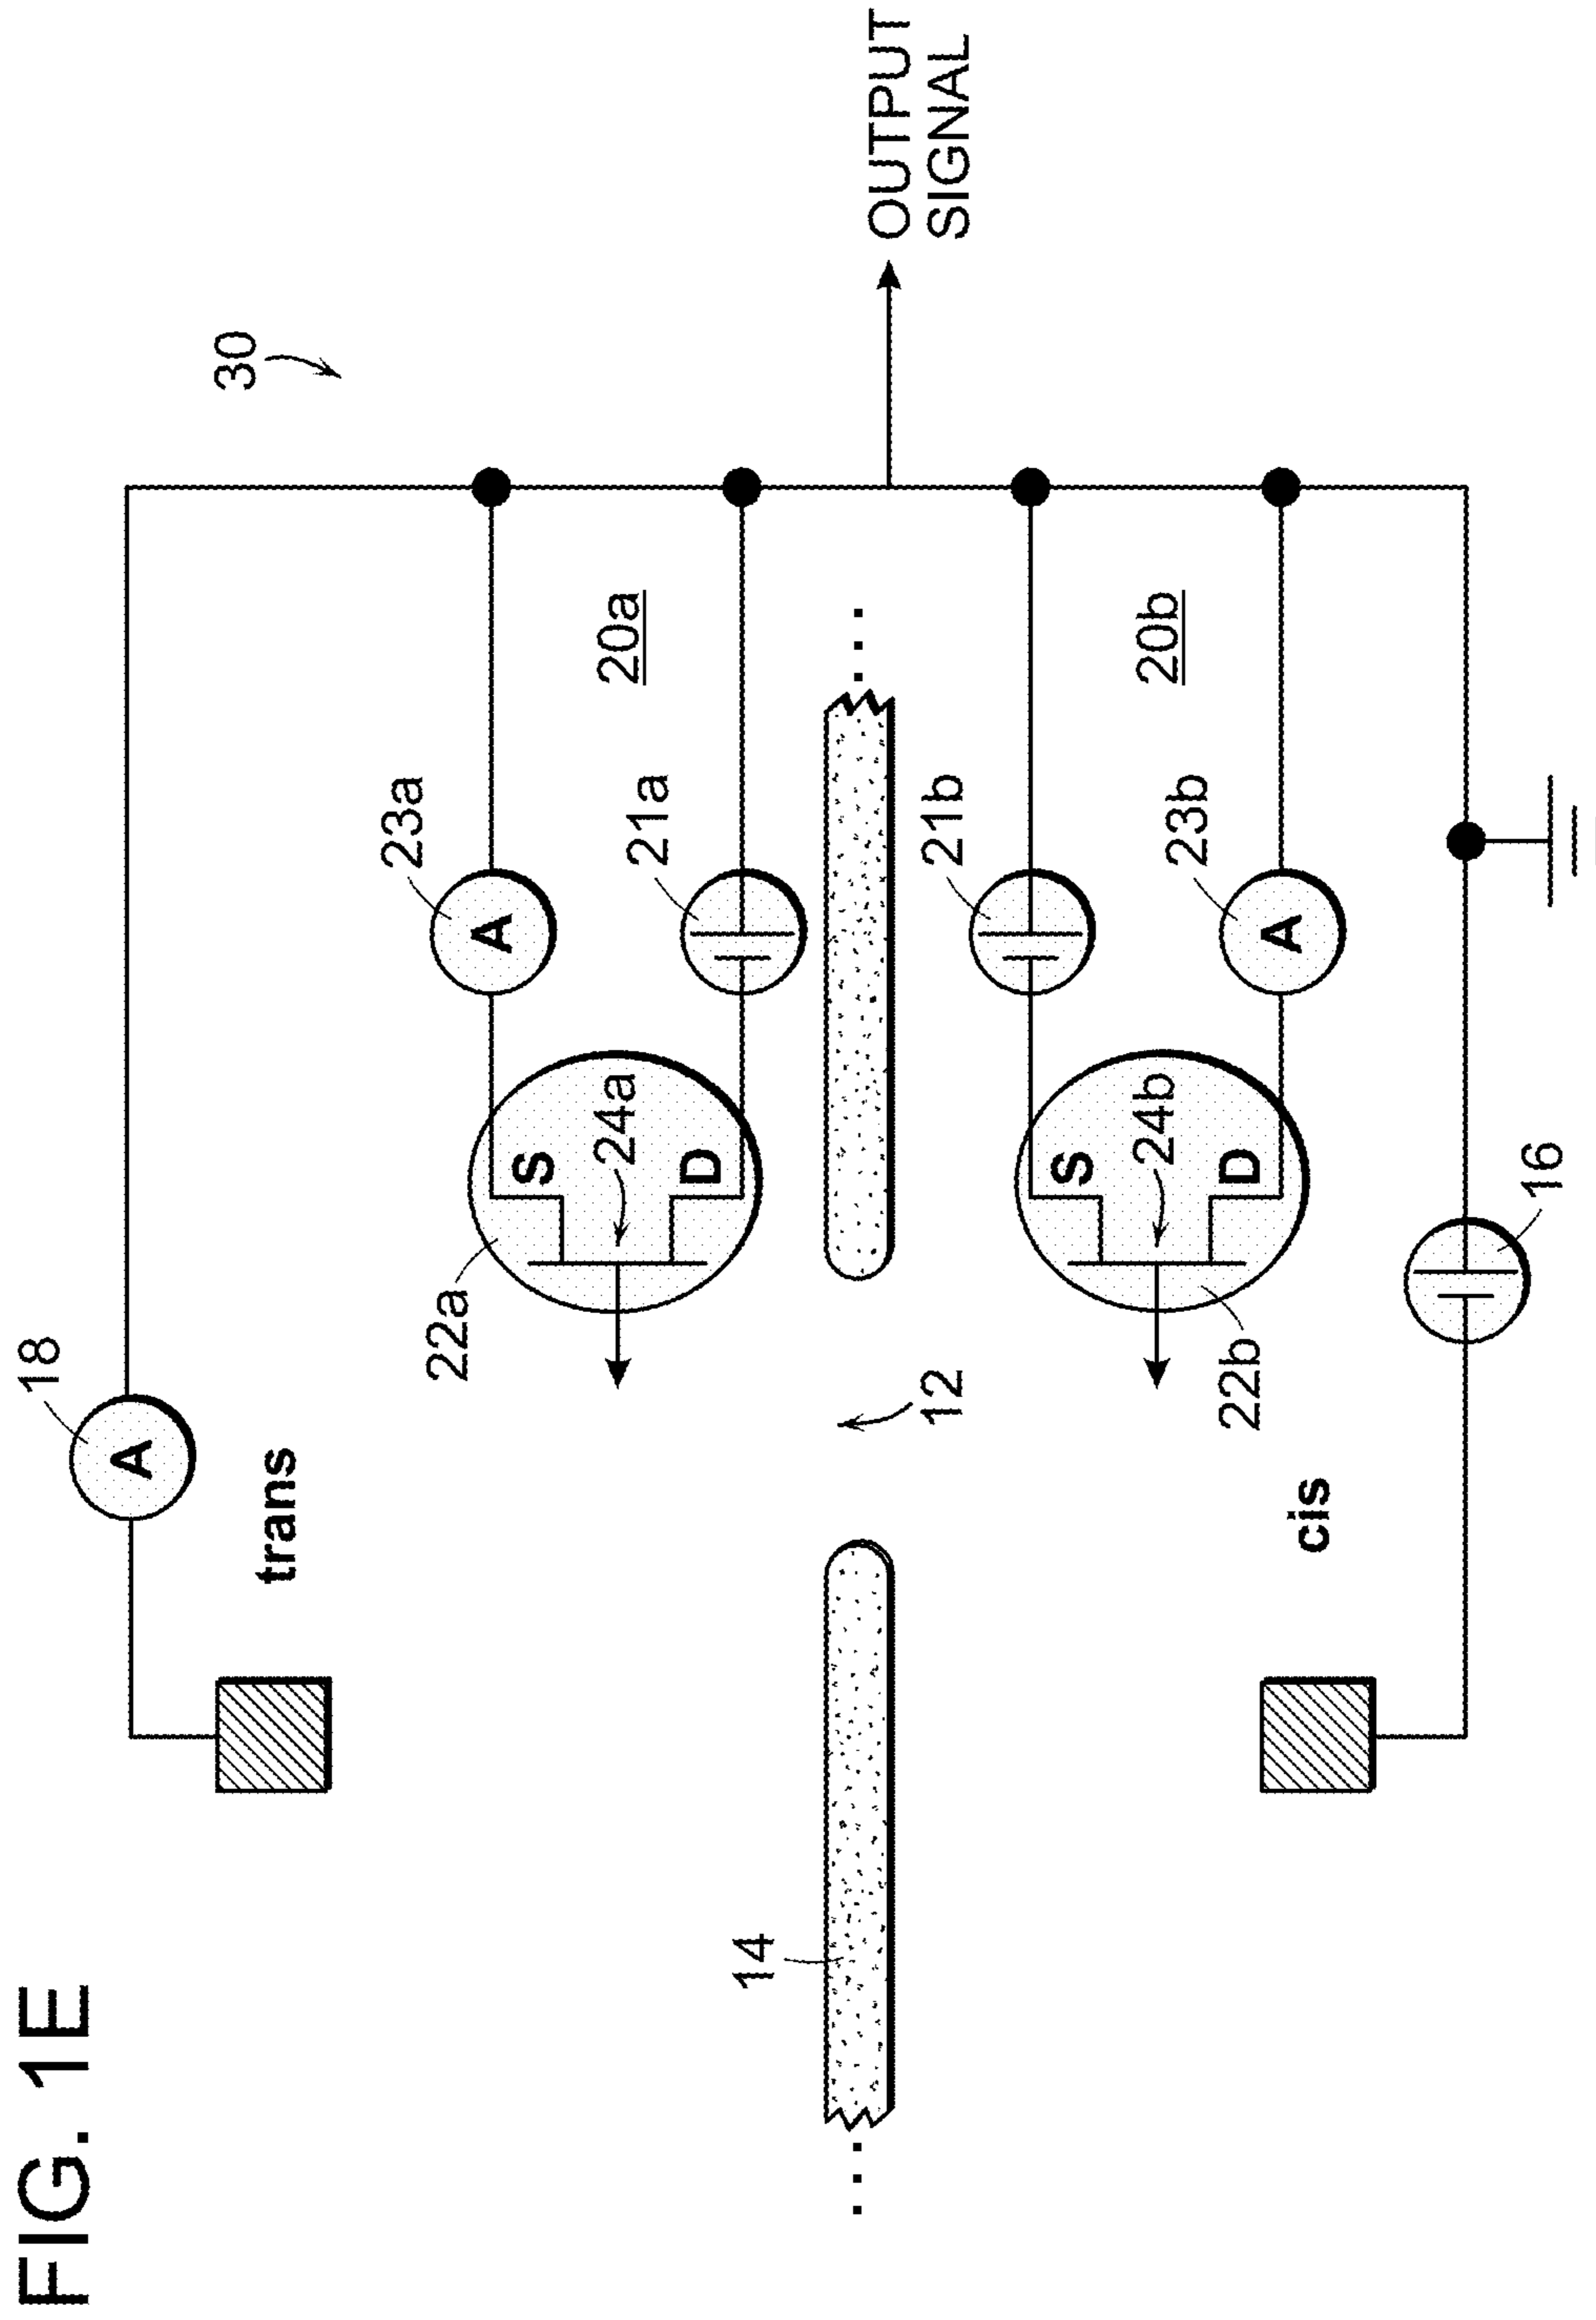 FIG. 1E
18
A
trans
30
23a
A
S
24a
D
22a
21a
20a
14
12
OUTPUT
SIGNAL
21b
20b
S
24b
D
22b
23b
A
cis
16